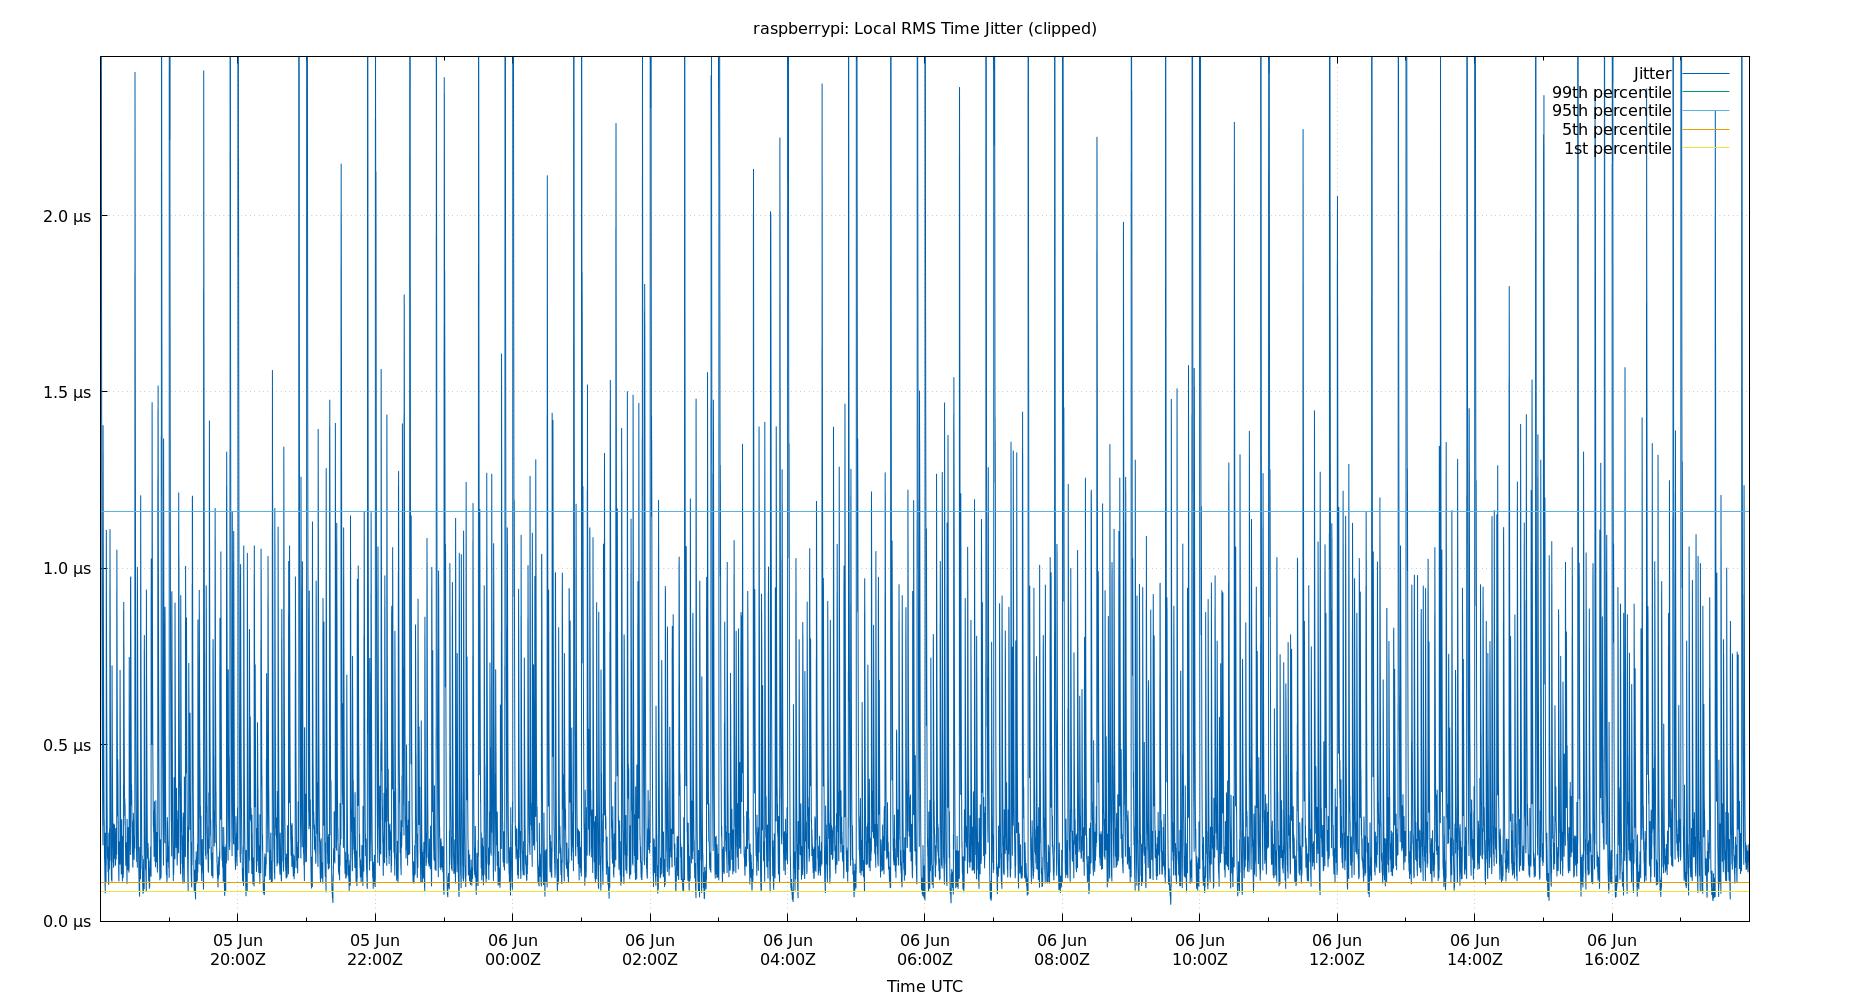 raspberrypi: Local RMS Time Jitter (clipped)
Jitter
99th percentile
95th percentile
5th percentile
1st percentile
2.0 µs
1.5 µs
1.0 µs
0.5 µs
0.0 µs
05 Jun 05 Jun 06 Jun 06 Jun 06 Jun 06 Jun 06 Jun 06 Jun 06 Jun 06 Jun 06 Jun
20:00Z 22:00Z 00:00Z 02:00Z 04:00Z 06:00Z 08:00Z 10:00Z 12:00Z 14:00Z 16:00Z
Time UTC